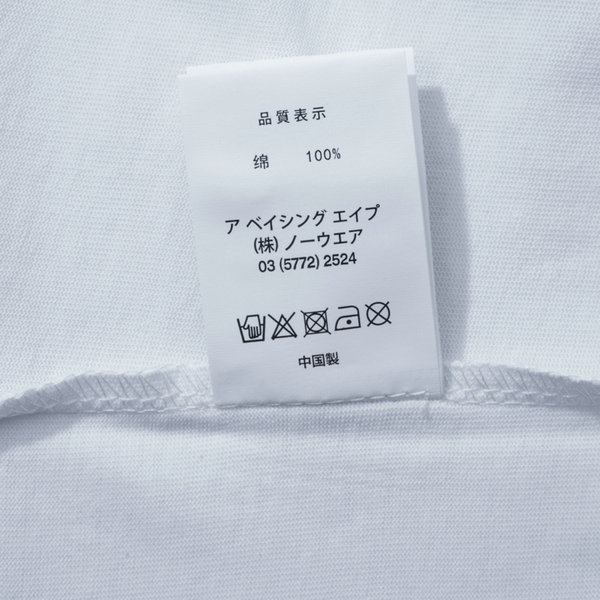 品質表示
绵 100%
ア ベイシング エイプ
(株) ノーウエア
03 (5772) 2524
中国製